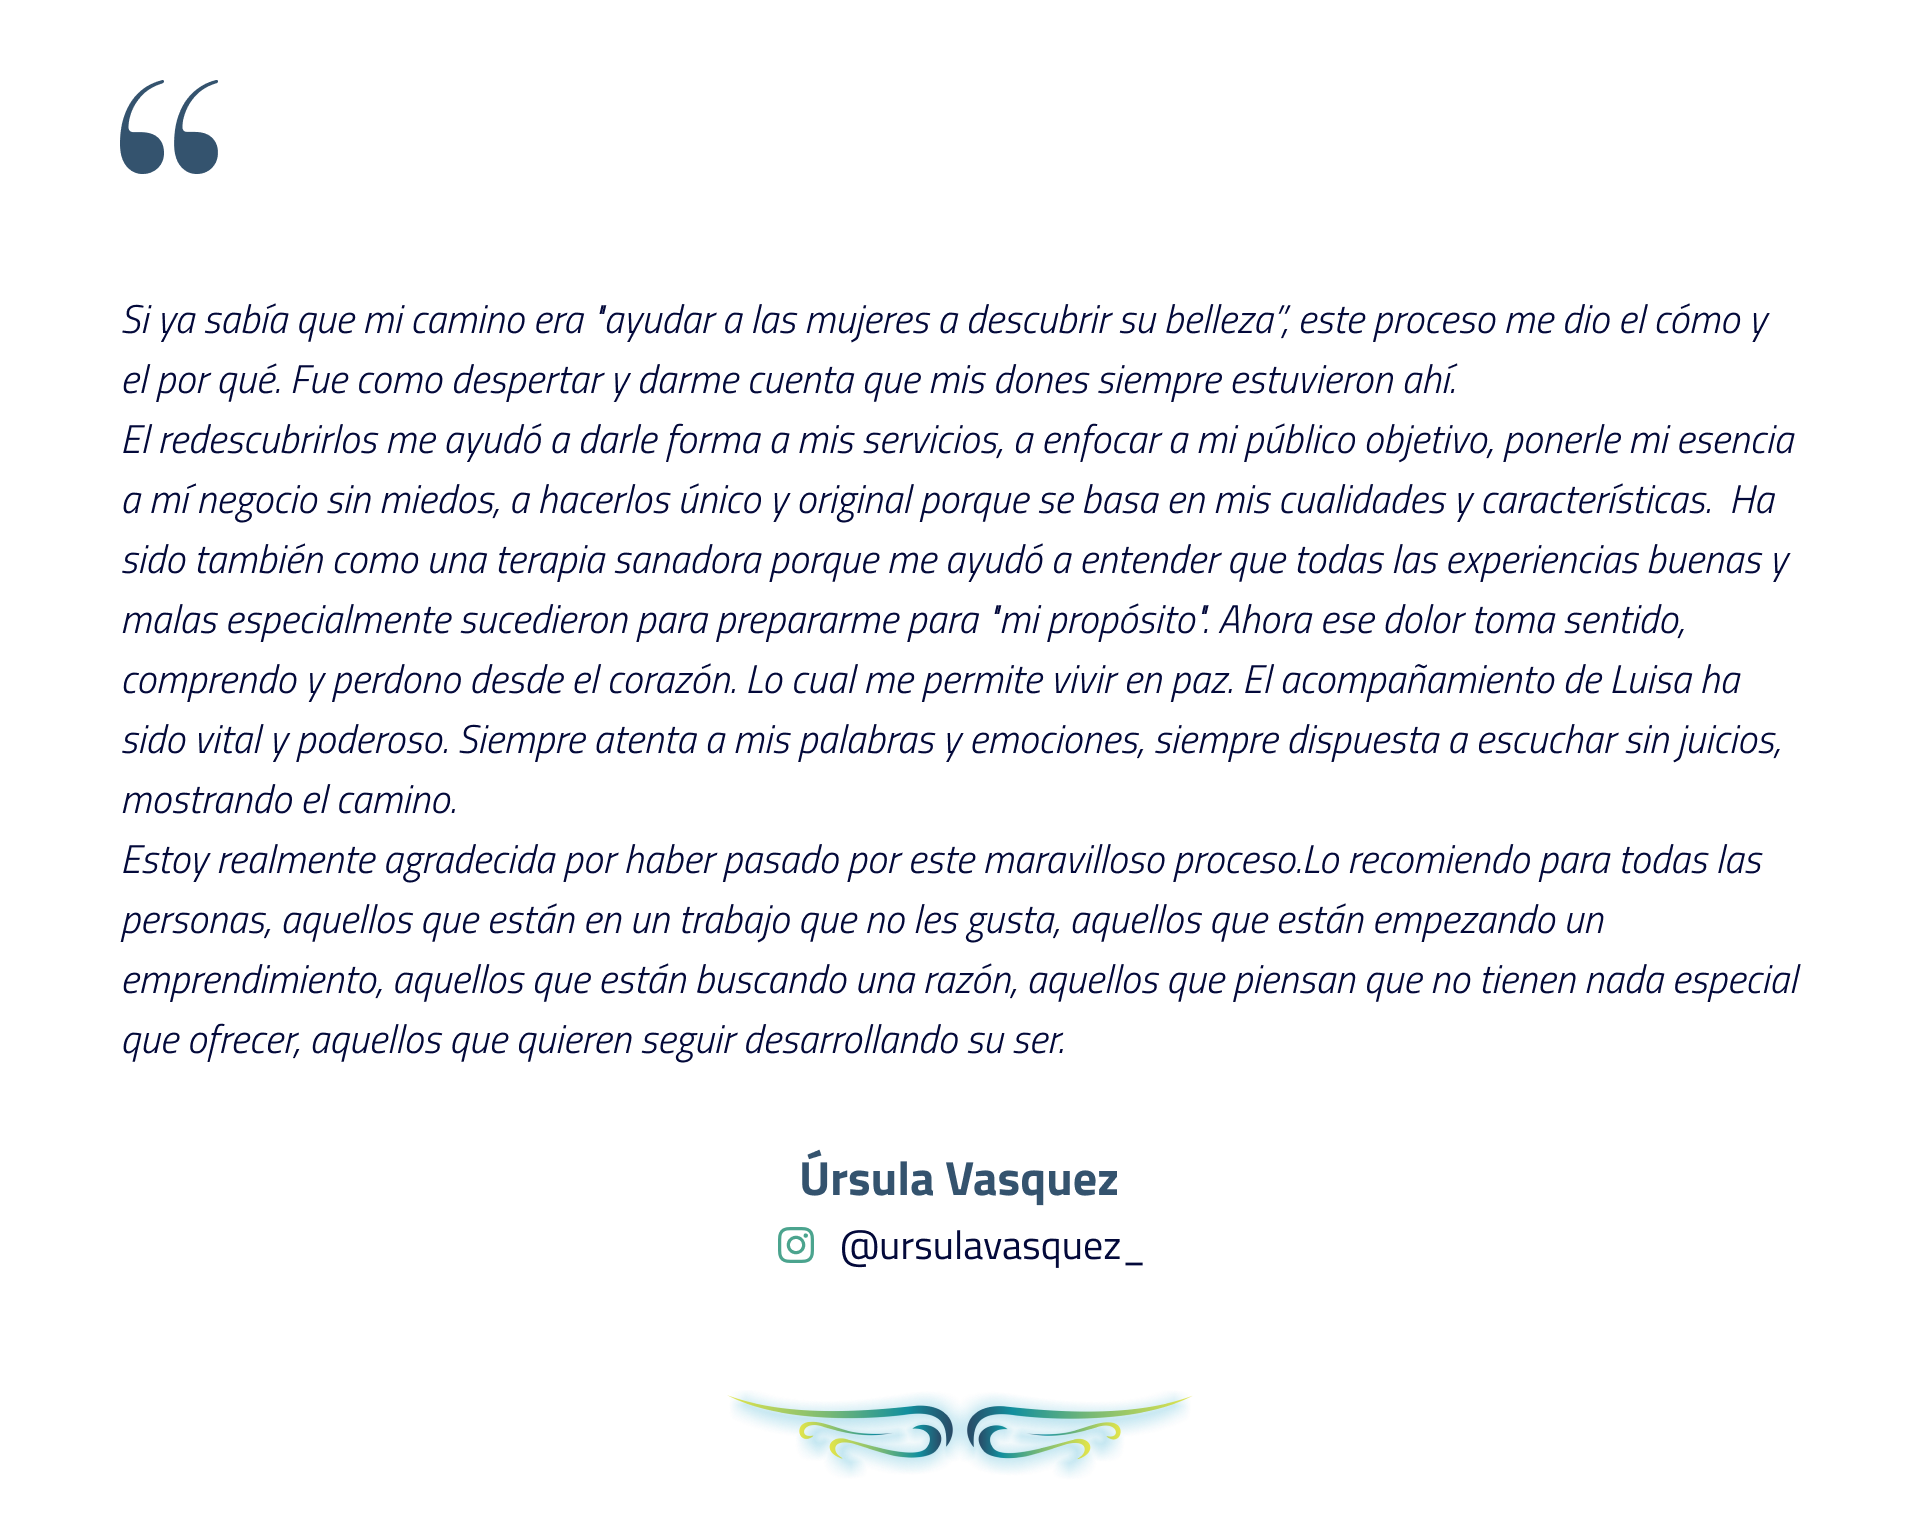 “
Si ya sabía que mi camino era "ayudar a las mujeres a descubrir su belleza”, este proceso me dio el cómo y
el por qué. Fue como despertar y darme cuenta que mis dones siempre estuvieron ahí.
El redescubrirlos me ayudó a darle forma a mis servicios, a enfocar a mi público objetivo, ponerle mi esencia
a mí negocio sin miedos, a hacerlos único y original porque se basa en mis cualidades y características.  Ha
sido también como una terapia sanadora porque me ayudó a entender que todas las experiencias buenas y
malas especialmente sucedieron para prepararme para "mi propósito". Ahora ese dolor toma sentido,
comprendo y perdono desde el corazón. Lo cual me permite vivir en paz. El acompañamiento de Luisa ha
sido vital y poderoso. Siempre atenta a mis palabras y emociones, siempre dispuesta a escuchar sin juicios,
mostrando el camino.
Estoy realmente agradecida por haber pasado por este maravilloso proceso.Lo recomiendo para todas las
personas, aquellos que están en un trabajo que no les gusta, aquellos que están empezando un
emprendimiento, aquellos que están buscando una razón, aquellos que piensan que no tienen nada especial
que ofrecer, aquellos que quieren seguir desarrollando su ser.
Úrsula Vasquez
@ursulavasquez_